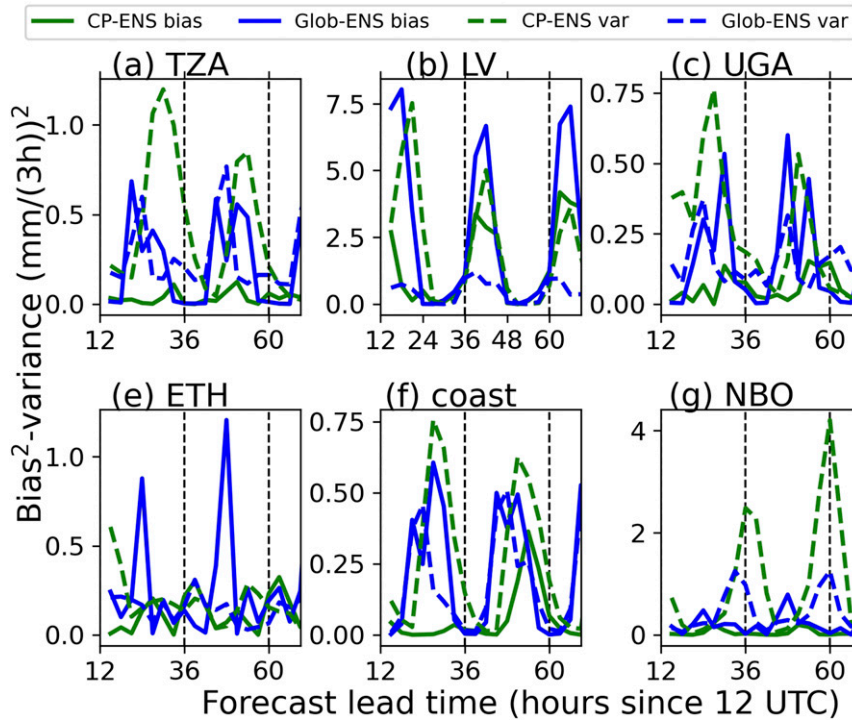 CP-ENS bias Glob-ENS bias CP-ENS var Glob-ENS var
(a) TZA (b) LV (c) UGA
1.0 0.5 0.0
7.5 5.0 2.5 0.0
0.75 0.50 0.25 0.00
12 36 60
12 24 36 48 60
12 36 60
(e) ETH (f) coast (g) NBO
1.0 0.5 0.0
0.75 0.50 0.25 0.00
4 2 0
12 36 60
12 36 60
12 36 60
Bias²-variance (mm/(3h))²
Forecast lead time (hours since 12 UTC)